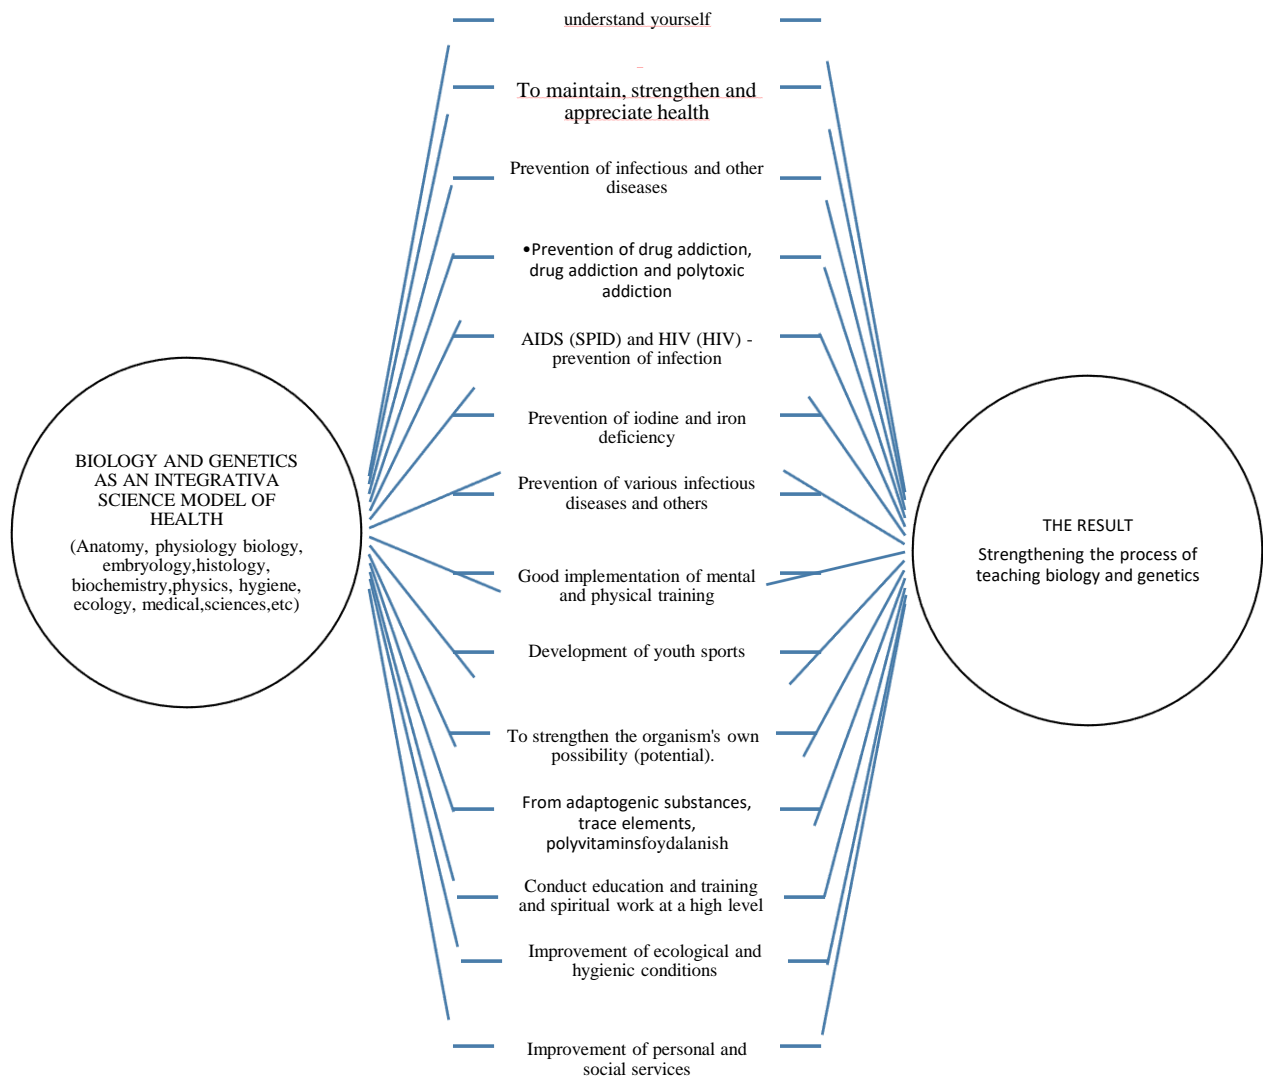 understand yourself
To maintain, strengthen and
appreciate health
Prevention of infectious and other
diseases
•Prevention of drug addiction,
drug addiction and polytoxic
addiction
AIDS (SPID) and HIV (HIV) -
prevention of infection
Prevention of iodine and iron
deficiency
Prevention of various infectious
diseases and others
Good implementation of mental
and physical training
Development of youth sports
To strengthen the organism's own
possibility (potential).
From adaptogenic substances,
trace elements,
polyvitaminsfoydalanish
Conduct education and training
and spiritual work at a high level
Improvement of ecological and
hygienic conditions
Improvement of personal and
social services
BIOLOGY AND GENETICS
AS AN INTEGRATIVA
SCIENCE MODEL OF
HEALTH
(Anatomy, physiology biology,
embryology,histology,
biochemistry,physics, hygiene,
ecology, medical,sciences,etc)
THE RESULT
Strengthening the process of
teaching biology and genetics